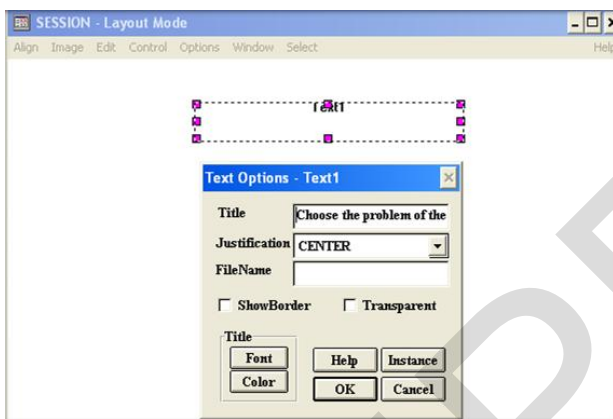 SESSION - Layout Mode
Align Image Edit Control Options Window Select Help
Text1
Text Options - Text1
Title Choose the problem of the
Justification CENTER
FileName
ShowBorder Transparent
Title
Font Help Instance
Color OK Cancel